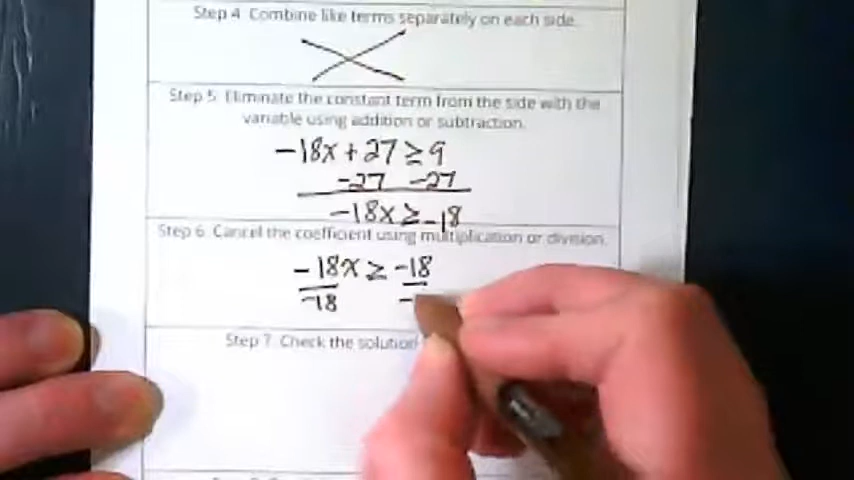 Step 4. Combine like terms separately on each side.
Step 5. Eliminate the constant term from the side with the
variable using addition or subtraction.
-18x + 27 ≥ 9
-27 -27
-18x ≥ -18
Step 6. Cancel the coefficient using multiplication or division.
-18x ≥ -18
-18 -
Step 7. Check the solution